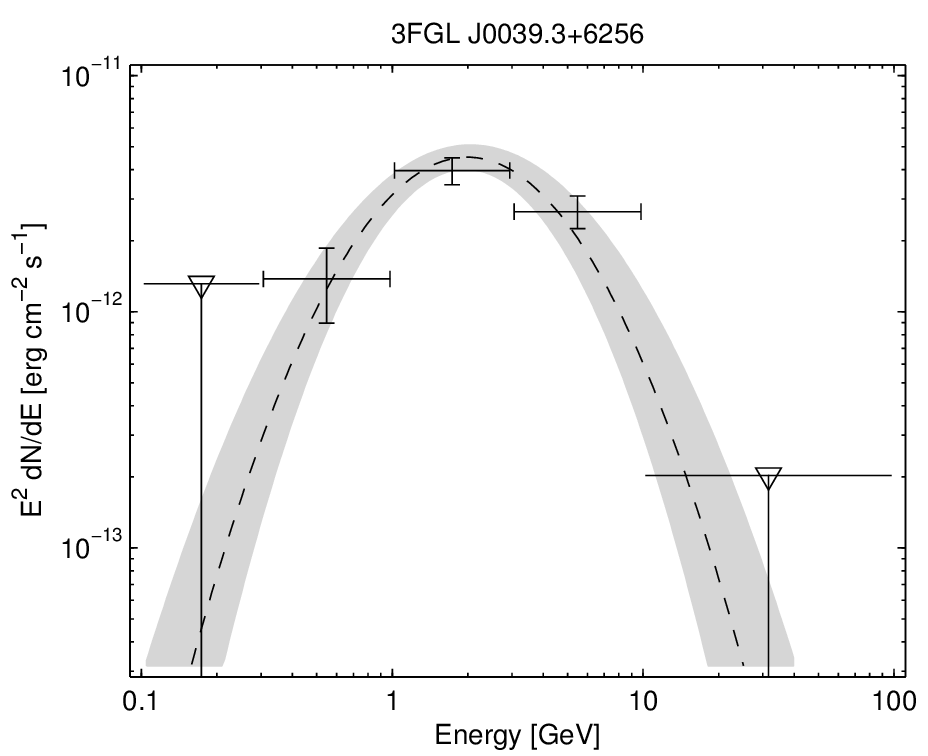 3FGL J0039.3+6256
10⁻¹¹
10⁻¹²
10⁻¹³
E² dN/dE [erg cm⁻² s⁻¹]
0.1 1 10 100
Energy [GeV]